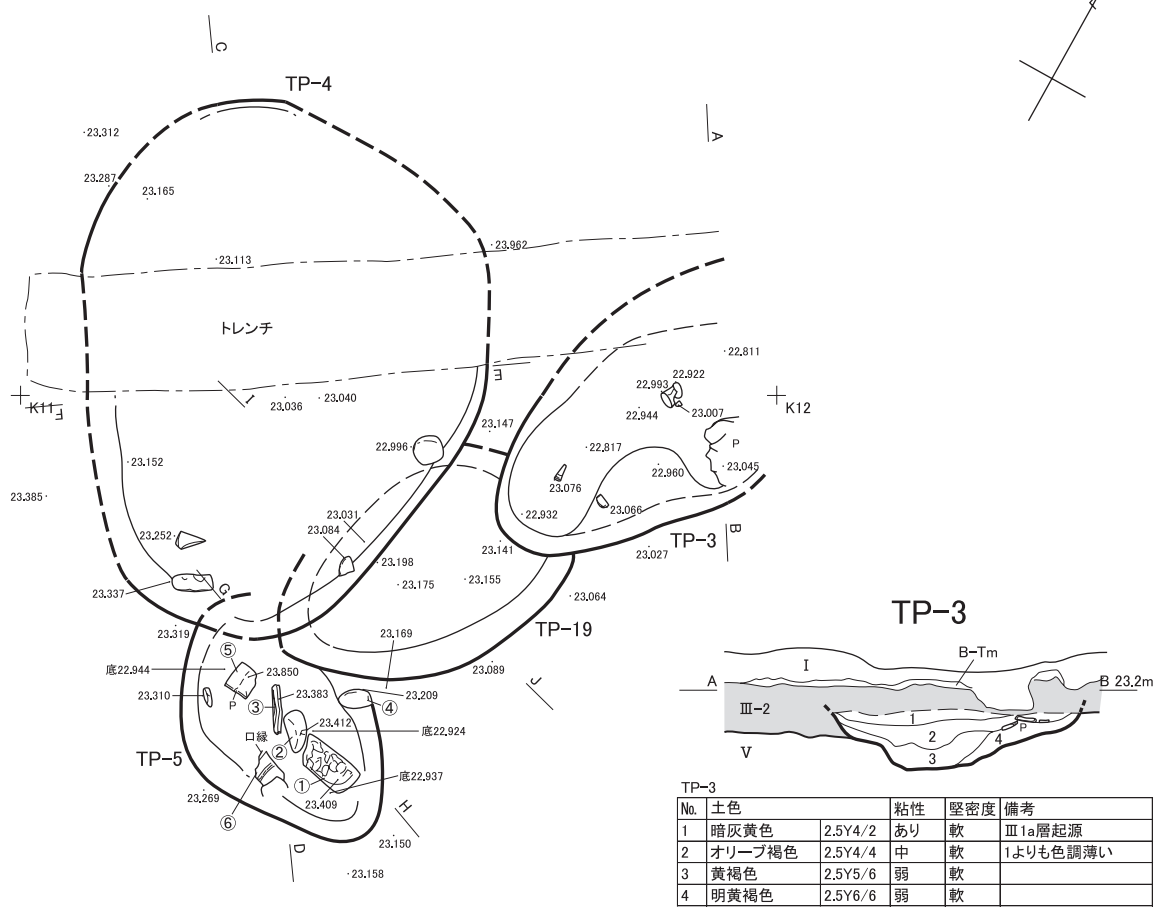 C
TP-4
A
・23.312
23.287
23.165
・23.962
・23.113
トレンチ
・22.811
E
22.922
22.993
K11
F
I
23.036
・23.040
22.944
23.007
K12
23.147
22.996
P
・22.817
22.960
23.045
・23.152
23.076
23.066
23.385・
23.031
・22.932
23.084
23.252
23.141
TP-3
B
・23.027
・23.198
・23.175
・23.155
23.337
G
・23.064
23.319
23.169
TP-19
23.089
⑤
底22.944
23.850
J
23.310
P
23.383
23.209
③
④
口縁
23.412
底22.924
②
TP-5
①
底22.937
23.409
23.269
⑥
H
23.150
D
・23.158
TP-3
B-Tm
I
A
B 23.2m
Ⅲ-2
1
2
4
P
V
3
TP-3
No. 土色 粘性 堅密度 備考
1 暗灰黄色 2.5Y4/2 あり 軟 Ⅲ1a層起源
2 オリーブ褐色 2.5Y4/4 中 軟 1よりも色調薄い
3 黄褐色 2.5Y5/6 弱 軟
4 明黄褐色 2.5Y6/6 弱 軟